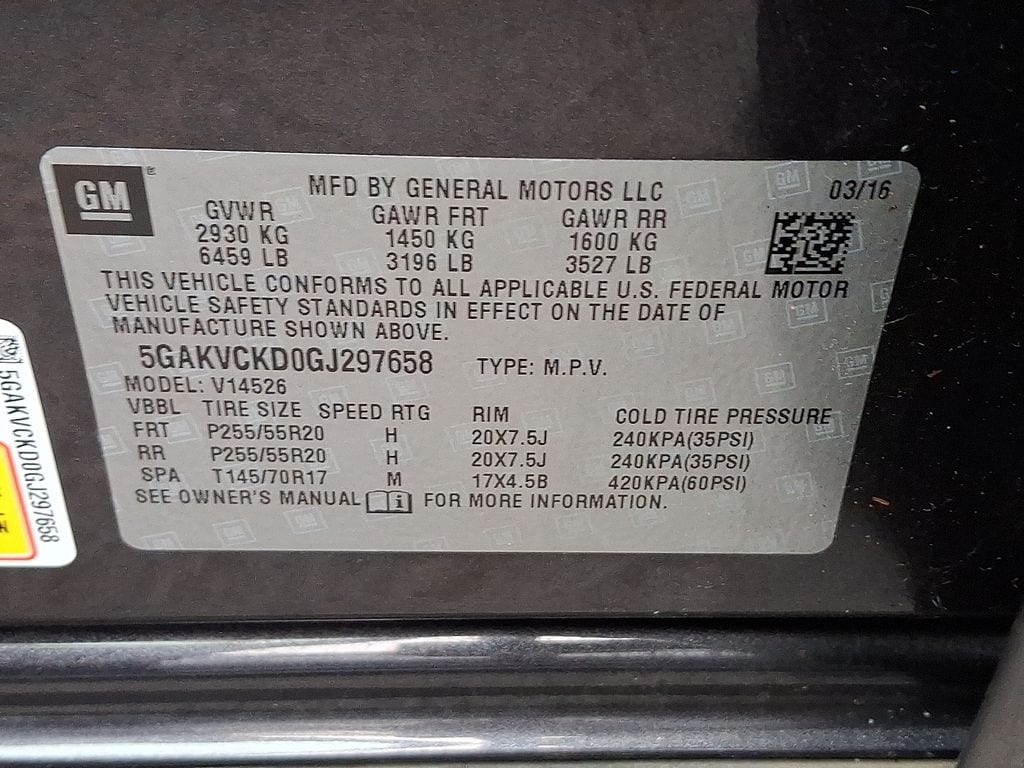 GM
MFD BY GENERAL MOTORS LLC
03/16
GVWR GAWR FRT GAWR RR
2930 KG 1450 KG 1600 KG
6459 LB 3196 LB 3527 LB
THIS VEHICLE CONFORMS TO ALL APPLICABLE U.S. FEDERAL MOTOR
VEHICLE SAFETY STANDARDS IN EFFECT ON THE DATE OF
MANUFACTURE SHOWN ABOVE.
5GAKVCKD0GJ297658 TYPE: M.P.V.
MODEL: V14526
VBBL TIRE SIZE SPEED RTG RIM COLD TIRE PRESSURE
FRT P255/55R20 H 20X7.5J 240KPA(35PSI)
RR P255/55R20 H 20X7.5J 240KPA(35PSI)
SPA T145/70R17 M 17X4.5B 420KPA(60PSI)
SEE OWNER'S MANUAL i FOR MORE INFORMATION.
5GAKVCKD0GJ297658